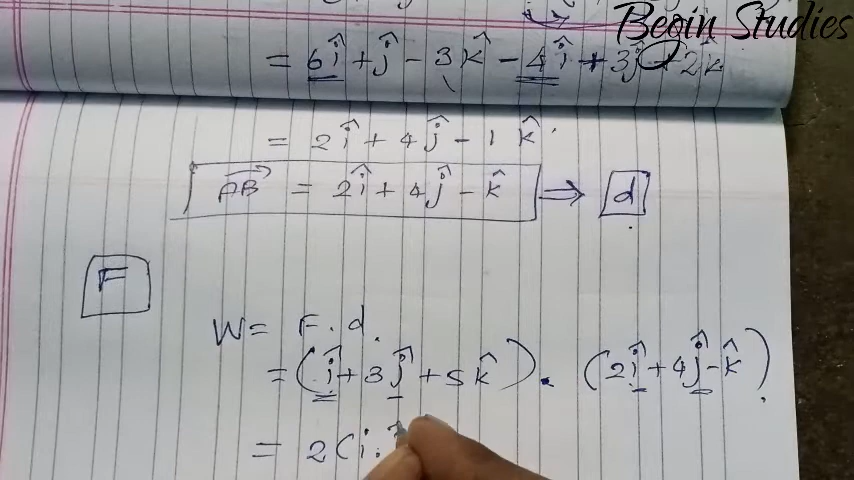 Begin Studies
= 6î + ĵ - 3k̂ - 4î + 3ĵ + 2k̂
= 2î + 4ĵ - 1 k̂
AB⃗ = 2î + 4ĵ - k̂ ⇒ d
F
W = F . d
= (î + 3ĵ + 5k̂) . (2î + 4ĵ - k̂)
= 2(i.